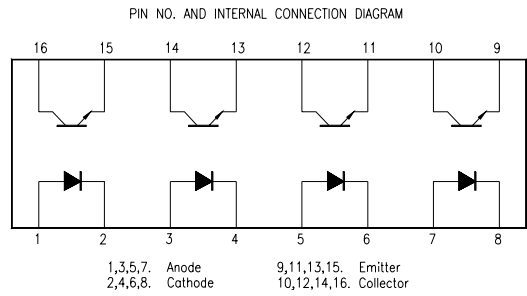 PIN NO. AND INTERNAL CONNECTION DIAGRAM
16 15 14 13 12 11 10 9
1 2 3 4 5 6 7 8
1,3,5,7. Anode 9,11,13,15. Emitter
2,4,6,8. Cathode 10,12,14,16. Collector